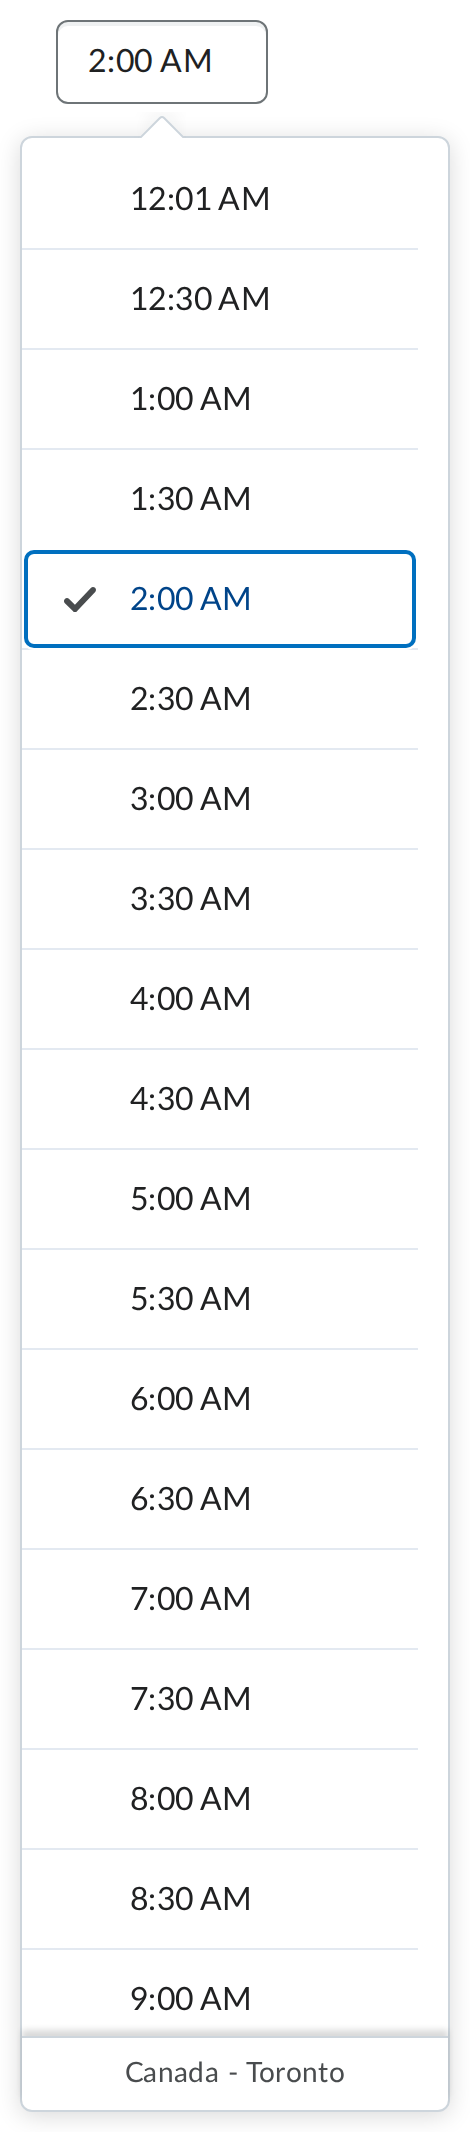 2:00 AM
12:01 AM
12:30 AM
1:00 AM
1:30 AM
2:00 AM
2:30 AM
3:00 AM
3:30 AM
4:00 AM
4:30 AM
5:00 AM
5:30 AM
6:00 AM
6:30 AM
7:00 AM
7:30 AM
8:00 AM
8:30 AM
9:00 AM
Canada - Toronto